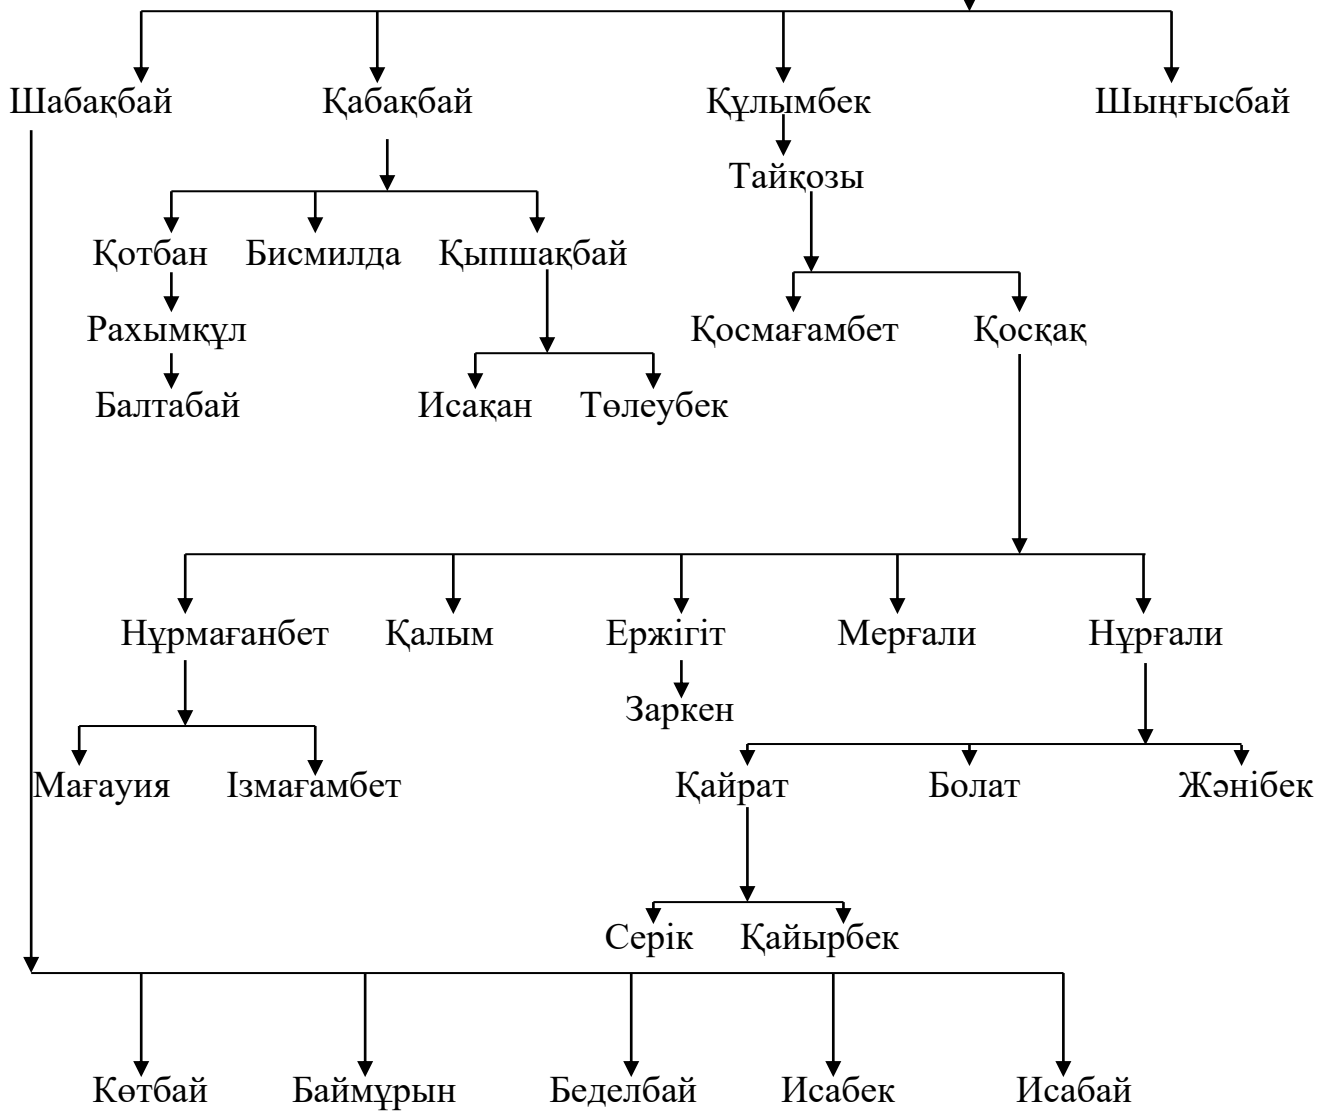 Шабақбай Қабақбай Құлымбек Шыңғысбай
Тайқозы
Қотбан Бисмилда Қыпшақбай
Рахымқұл Қосмағамбет Қосқақ
Балтабай Исақан Төлеубек
Нұрмағанбет Қалым Ержігіт Мерғали Нұрғали
Заркен
Мағауия Ізмағамбет Қайрат Болат Жәнібек
Серік Қайырбек
Көтбай Баймұрын Беделбай Исабек Исабай